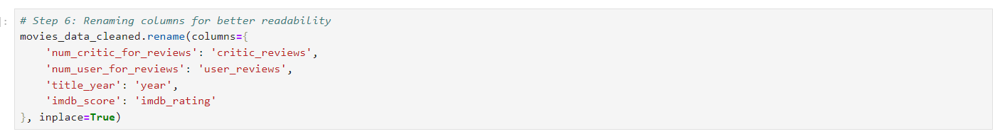 ]:
# Step 6: Renaming columns for better readability
movies_data_cleaned.rename(columns={
    'num_critic_for_reviews': 'critic_reviews',
    'num_user_for_reviews': 'user_reviews',
    'title_year': 'year',
    'imdb_score': 'imdb_rating'
}, inplace=True)